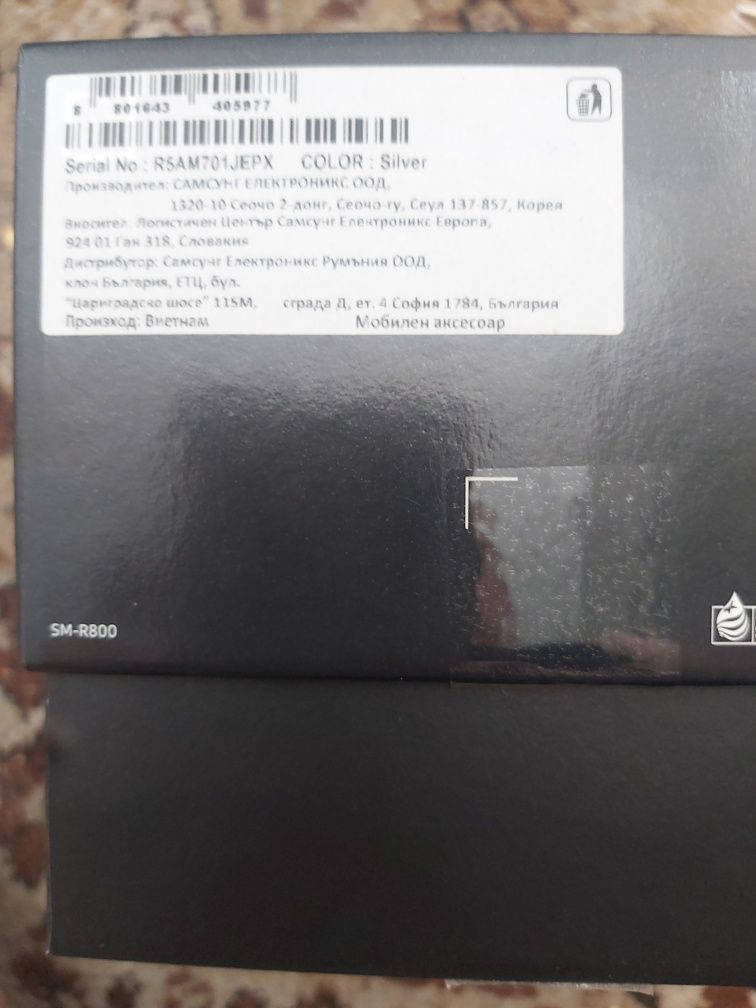 8 801643 405977
Serial No : R5AM701JEPX COLOR : Silver
Производител: САМСУНГ ЕЛЕКТРОНИКС ООД,
1320-10 Сеочо 2-донг, Сеочо-гу, Сеул 137-857, Корея
Вносител: Логистичен Център Самсунг Електроникс Европа,
924 01 Ган 318, Словакия
Дистрибутор: Самсунг Електроникс Румъния ООД,
клон България, ЕТЦ, бул.
"Цариградско шосе" 115М, сграда Д, ет. 4 София 1784, България
Произход: Виетнам Мобилен аксесоар
SM-R800